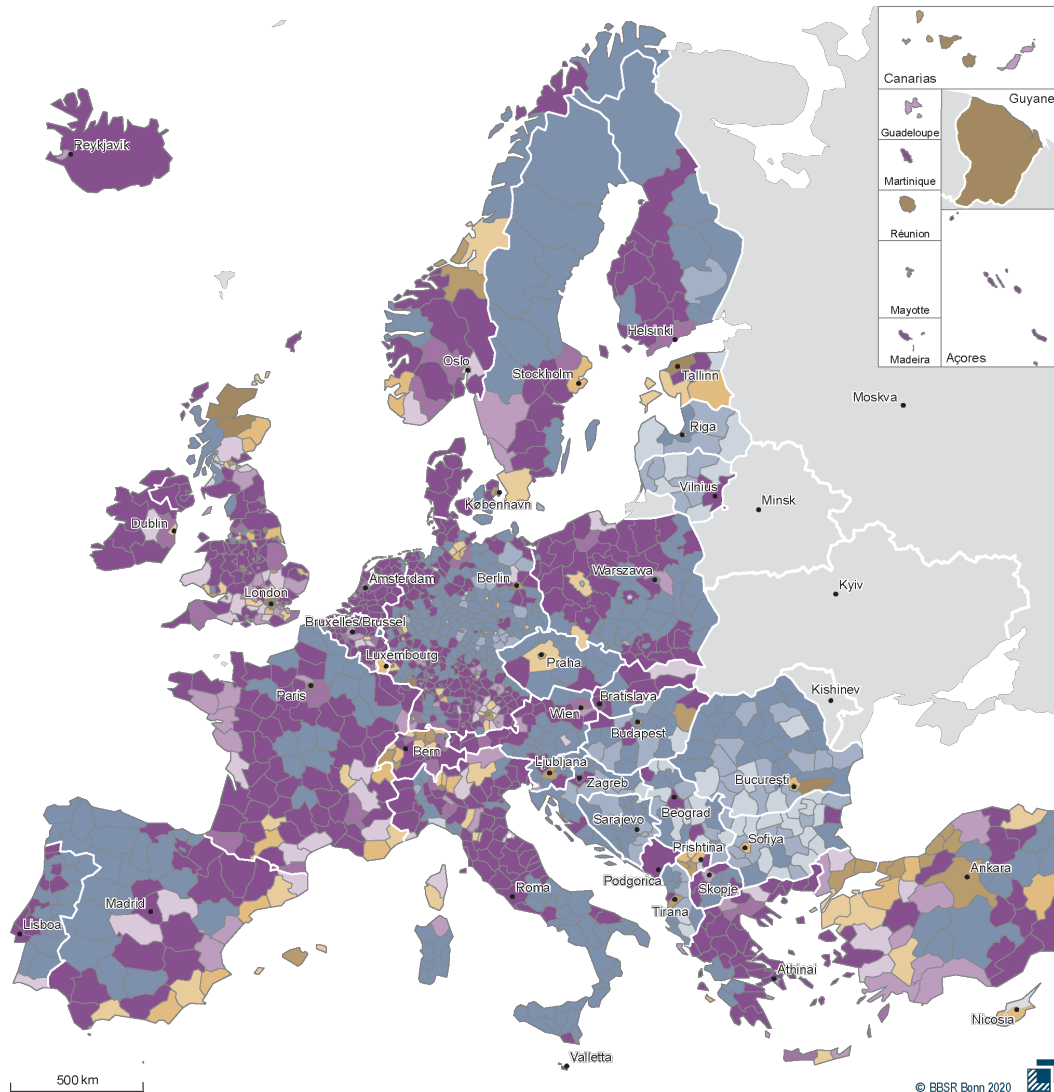 Canarias
Guyane
Guadeloupe
Reykjavík
Martinique
Réunion
Mayotte
Helsinki
Madeira
Açores
Oslo
Stockholm
Tallinn
Moskva
Riga
Vilnius
Minsk
København
Dublin
Warszawa
Amsterdam
Berlin
Kyiv
London
Bruxelles/Brussel
Luxembourg
Praha
Paris
Kishinev
Bratislava
Wien
Budapest
Bern
Ljubljana
Bucureşti
Zagreb
Beograd
Sarajevo
Sofiya
Prishtina
Ankara
Podgorica
Skopje
Roma
Madrid
Tirana
Lisboa
Athinai
Nicosia
Valletta
500 km
© BBSR Bonn 2020